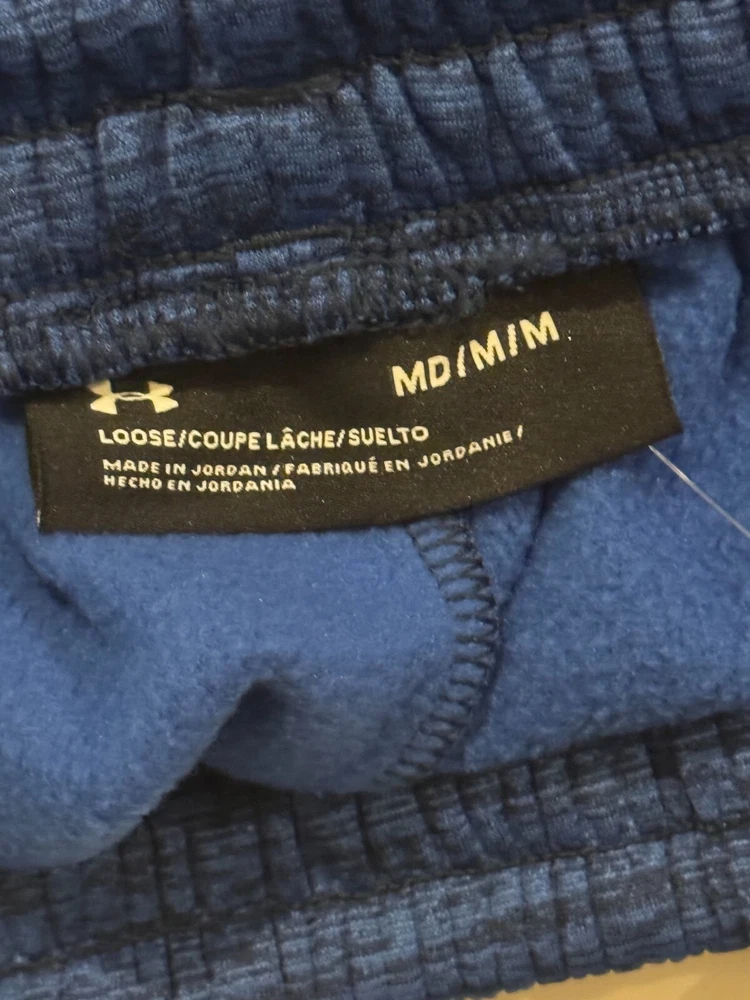 MD/M/M
LOOSE/COUPE LÂCHE/SUELTO
MADE IN JORDAN / FABRIQUÉ EN JORDANIE/
HECHO EN JORDANIA